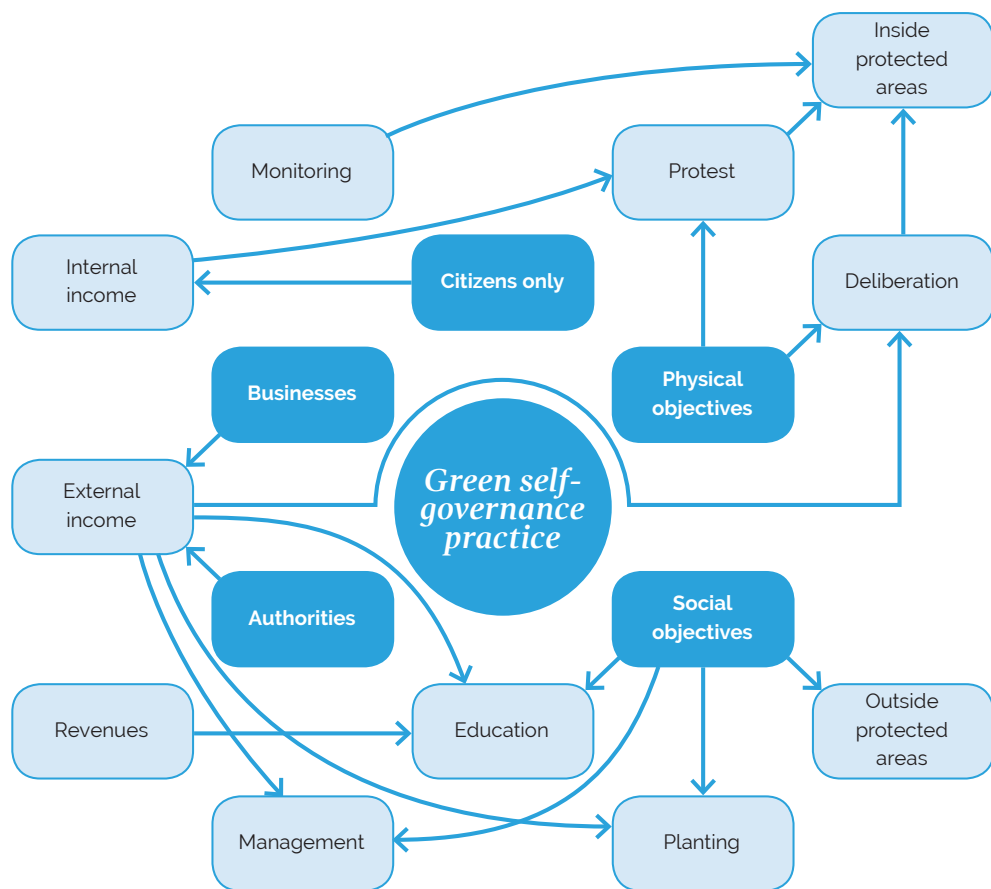 Inside
protected
areas
Monitoring
Protest
Internal
income
Citizens only
Deliberation
Businesses
Physical
objectives
External
income
Green self-
governance
practice
Authorities
Social
objectives
Revenues
Education
Outside
protected
areas
Management
Planting